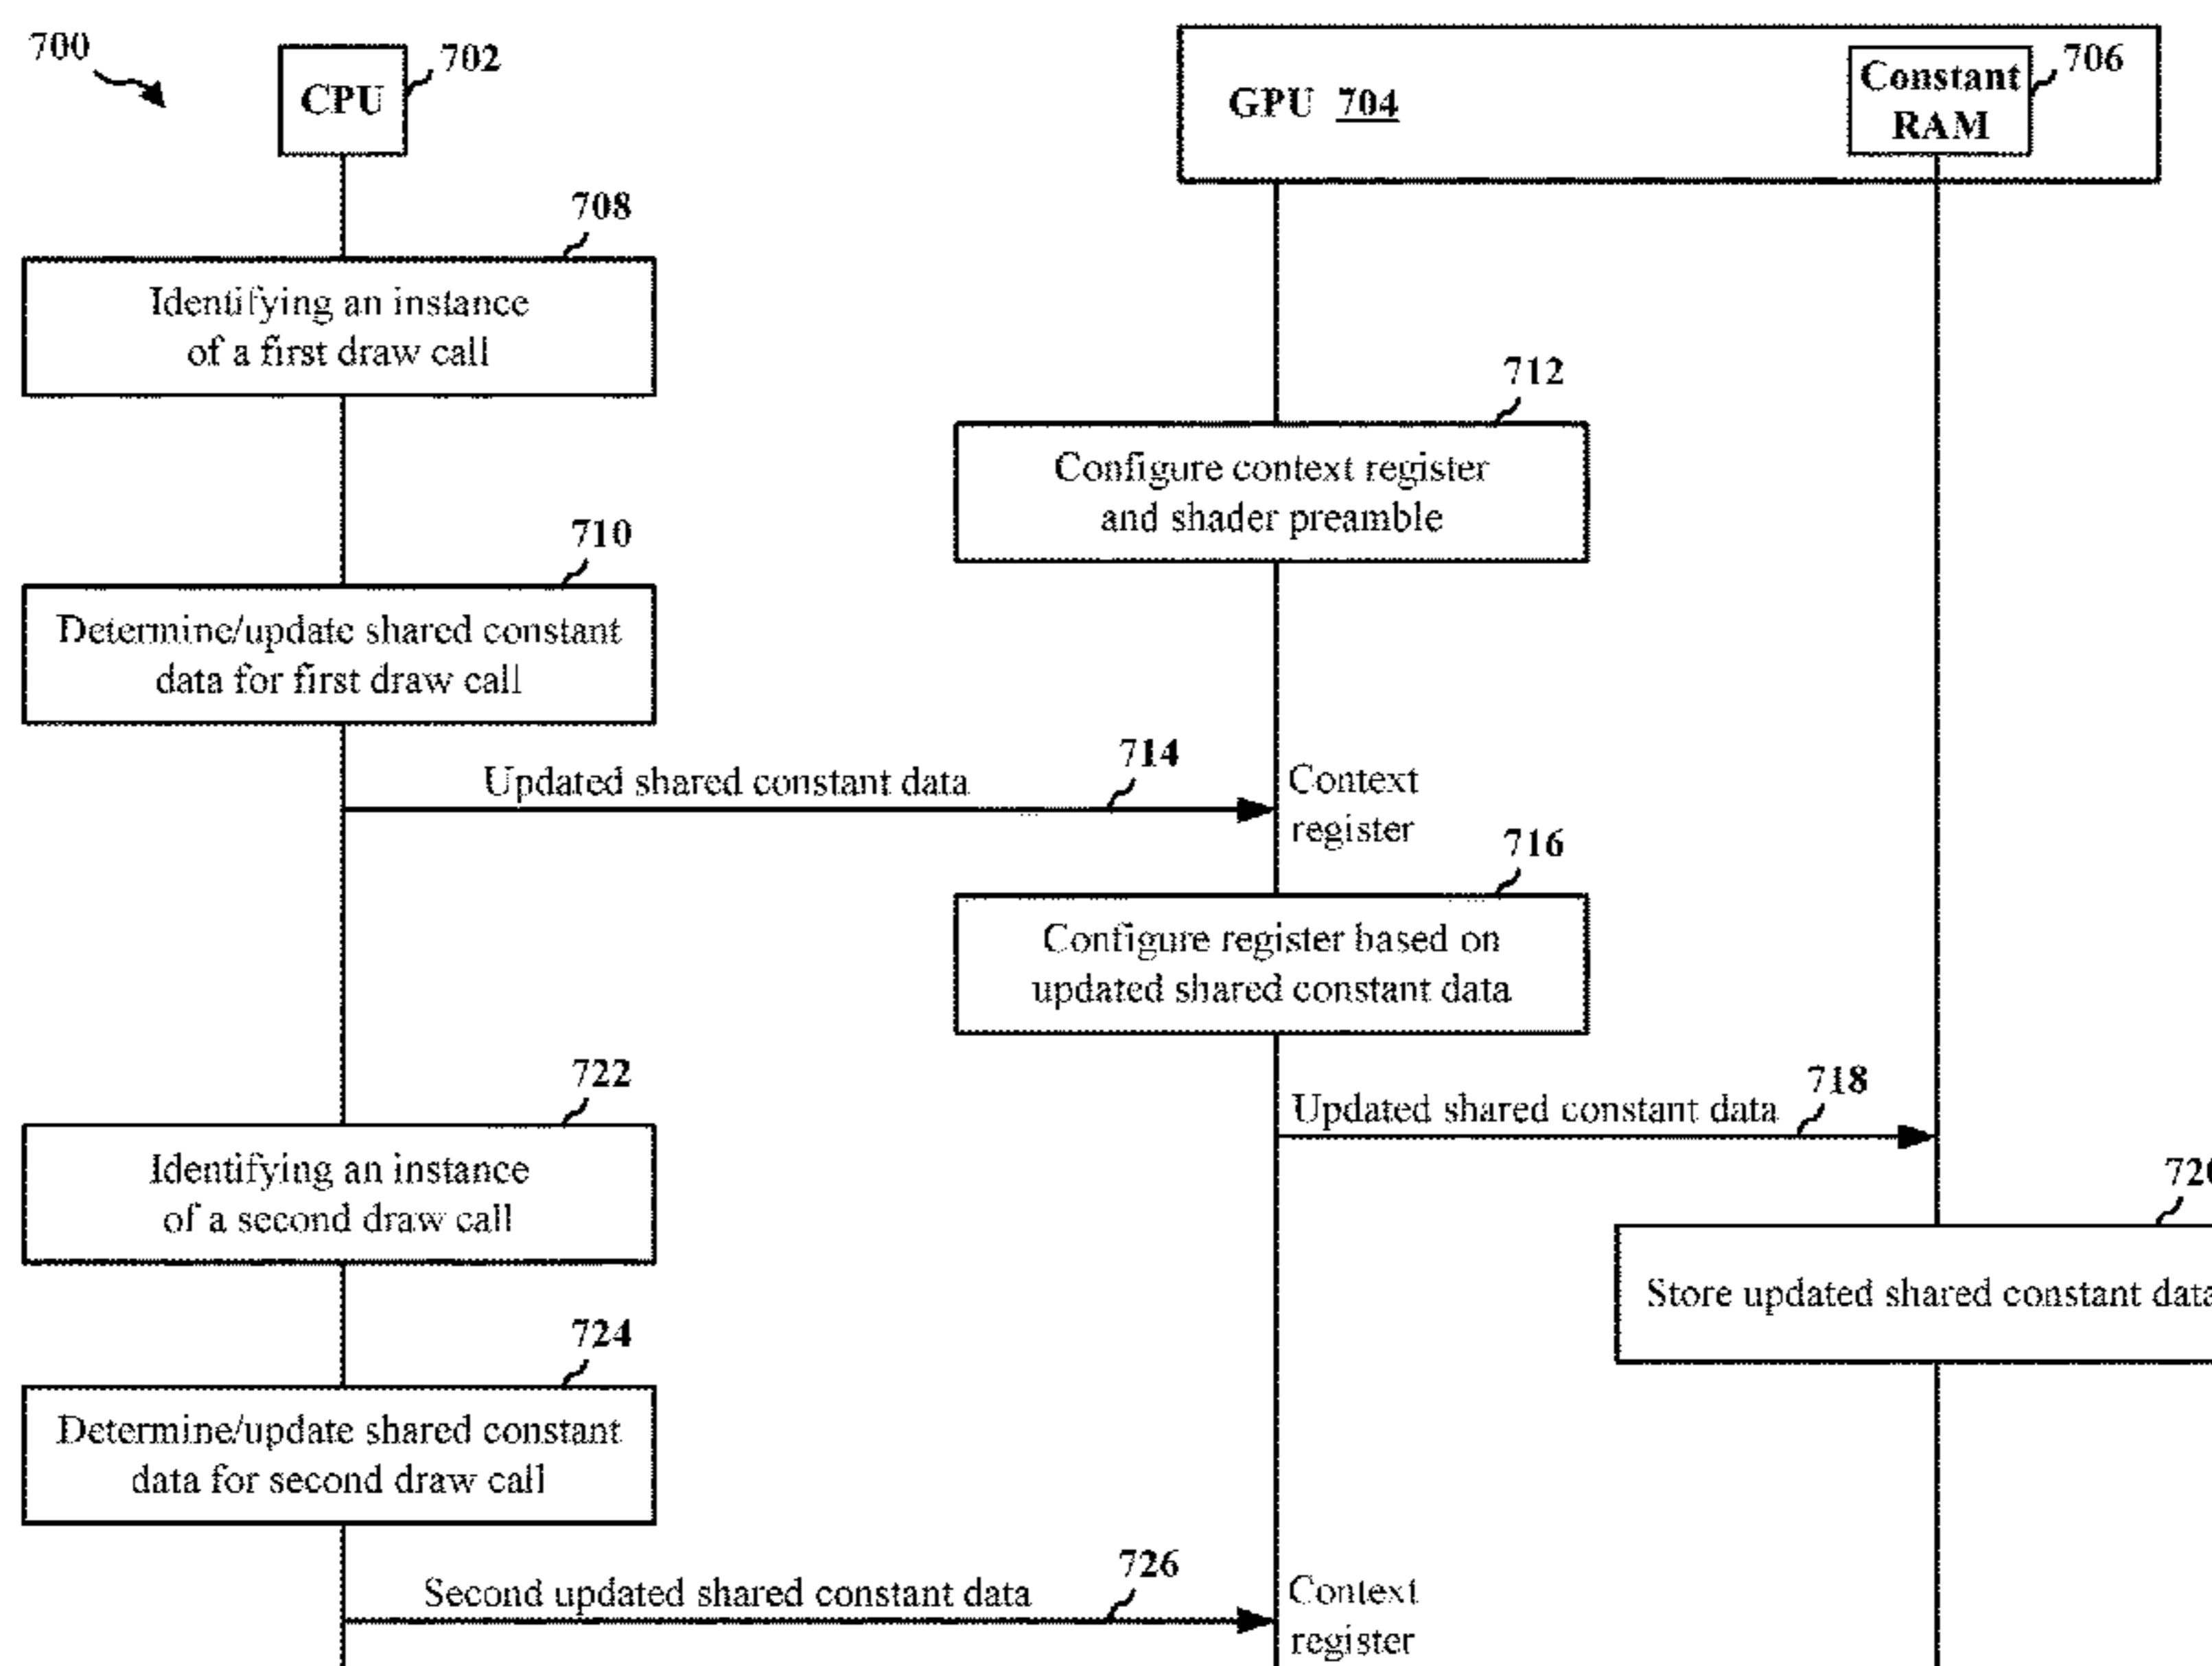 700
CPU
702
GPU 704
Constant
RAM
706
708
Identifying an instance
of a first draw call
712
Configure context register
and shader preamble
710
Determine/update shared constant
data for first draw call
714
Updated shared constant data
Context
register
716
Configure register based on
updated shared constant data
718
Updated shared constant data
722
Identifying an instance
of a second draw call
Store updated shared constant data
724
Determine/update shared constant
data for second draw call
726
Second updated shared constant data
Context
register